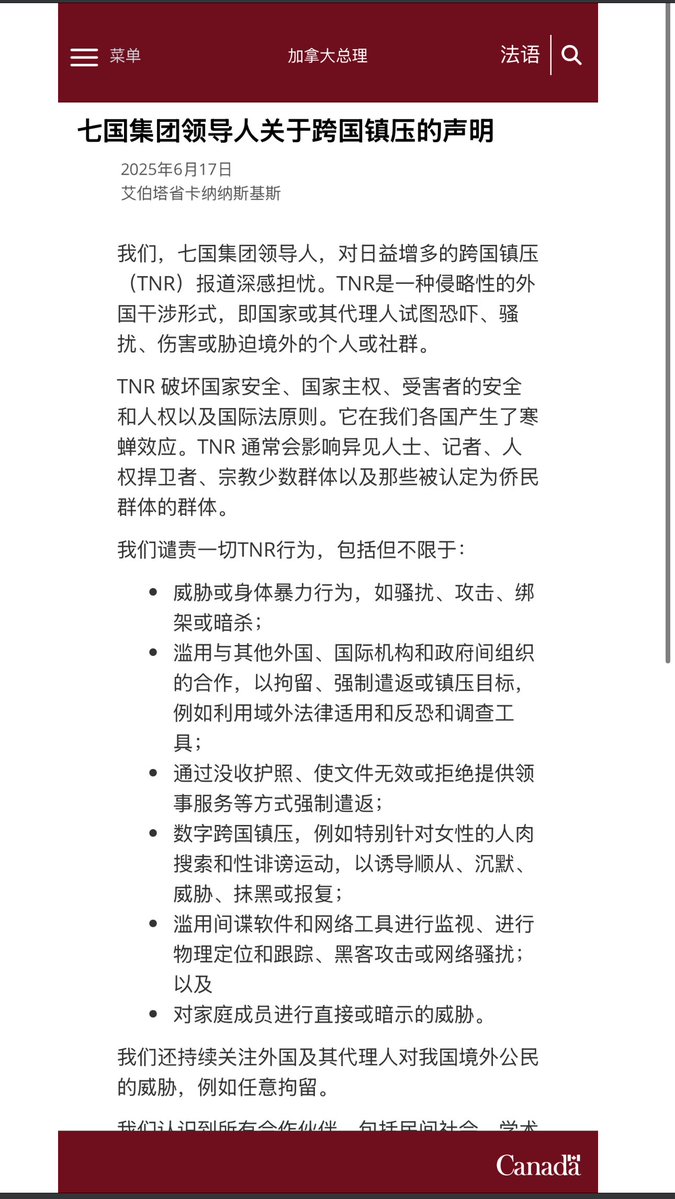 菜单
加拿大总理
法语
七国集团领导人关于跨国镇压的声明
2025年6月17日
艾伯塔省卡纳纳斯基斯
我们，七国集团领导人，对日益增多的跨国镇压
（TNR）报道深感担忧。TNR是一种侵略性的外
国干涉形式，即国家或其代理人试图恐吓、骚
扰、伤害或胁迫境外的个人或社群。
TNR 破坏国家安全、国家主权、受害者的安全
和人权以及国际法原则。它在我们各国产生了寒
蝉效应。TNR 通常会影响异见人士、记者、人
权捍卫者、宗教少数群体以及那些被认定为侨民
群体的群体。
我们谴责一切TNR行为，包括但不限于：
• 威胁或身体暴力行为，如骚扰、攻击、绑
架或暗杀；
• 滥用与其他外国、国际机构和政府间组织
的合作，以拘留、强制遣返或镇压目标，
例如利用域外法律适用和反恐和调查工
具；
• 通过没收护照、使文件无效或拒绝提供领
事服务等方式强制遣返；
• 数字跨国镇压，例如特别针对女性的人肉
搜索和性诽谤运动，以诱导顺从、沉默、
威胁、抹黑或报复；
• 滥用间谍软件和网络工具进行监视、进行
物理定位和跟踪、黑客攻击或网络骚扰；
以及
• 对家庭成员进行直接或暗示的威胁。
我们还持续关注外国及其代理人对我国境外公民
的威胁，例如任意拘留。
我们认识到所有合作伙伴，包括民间社会、学术
Canada